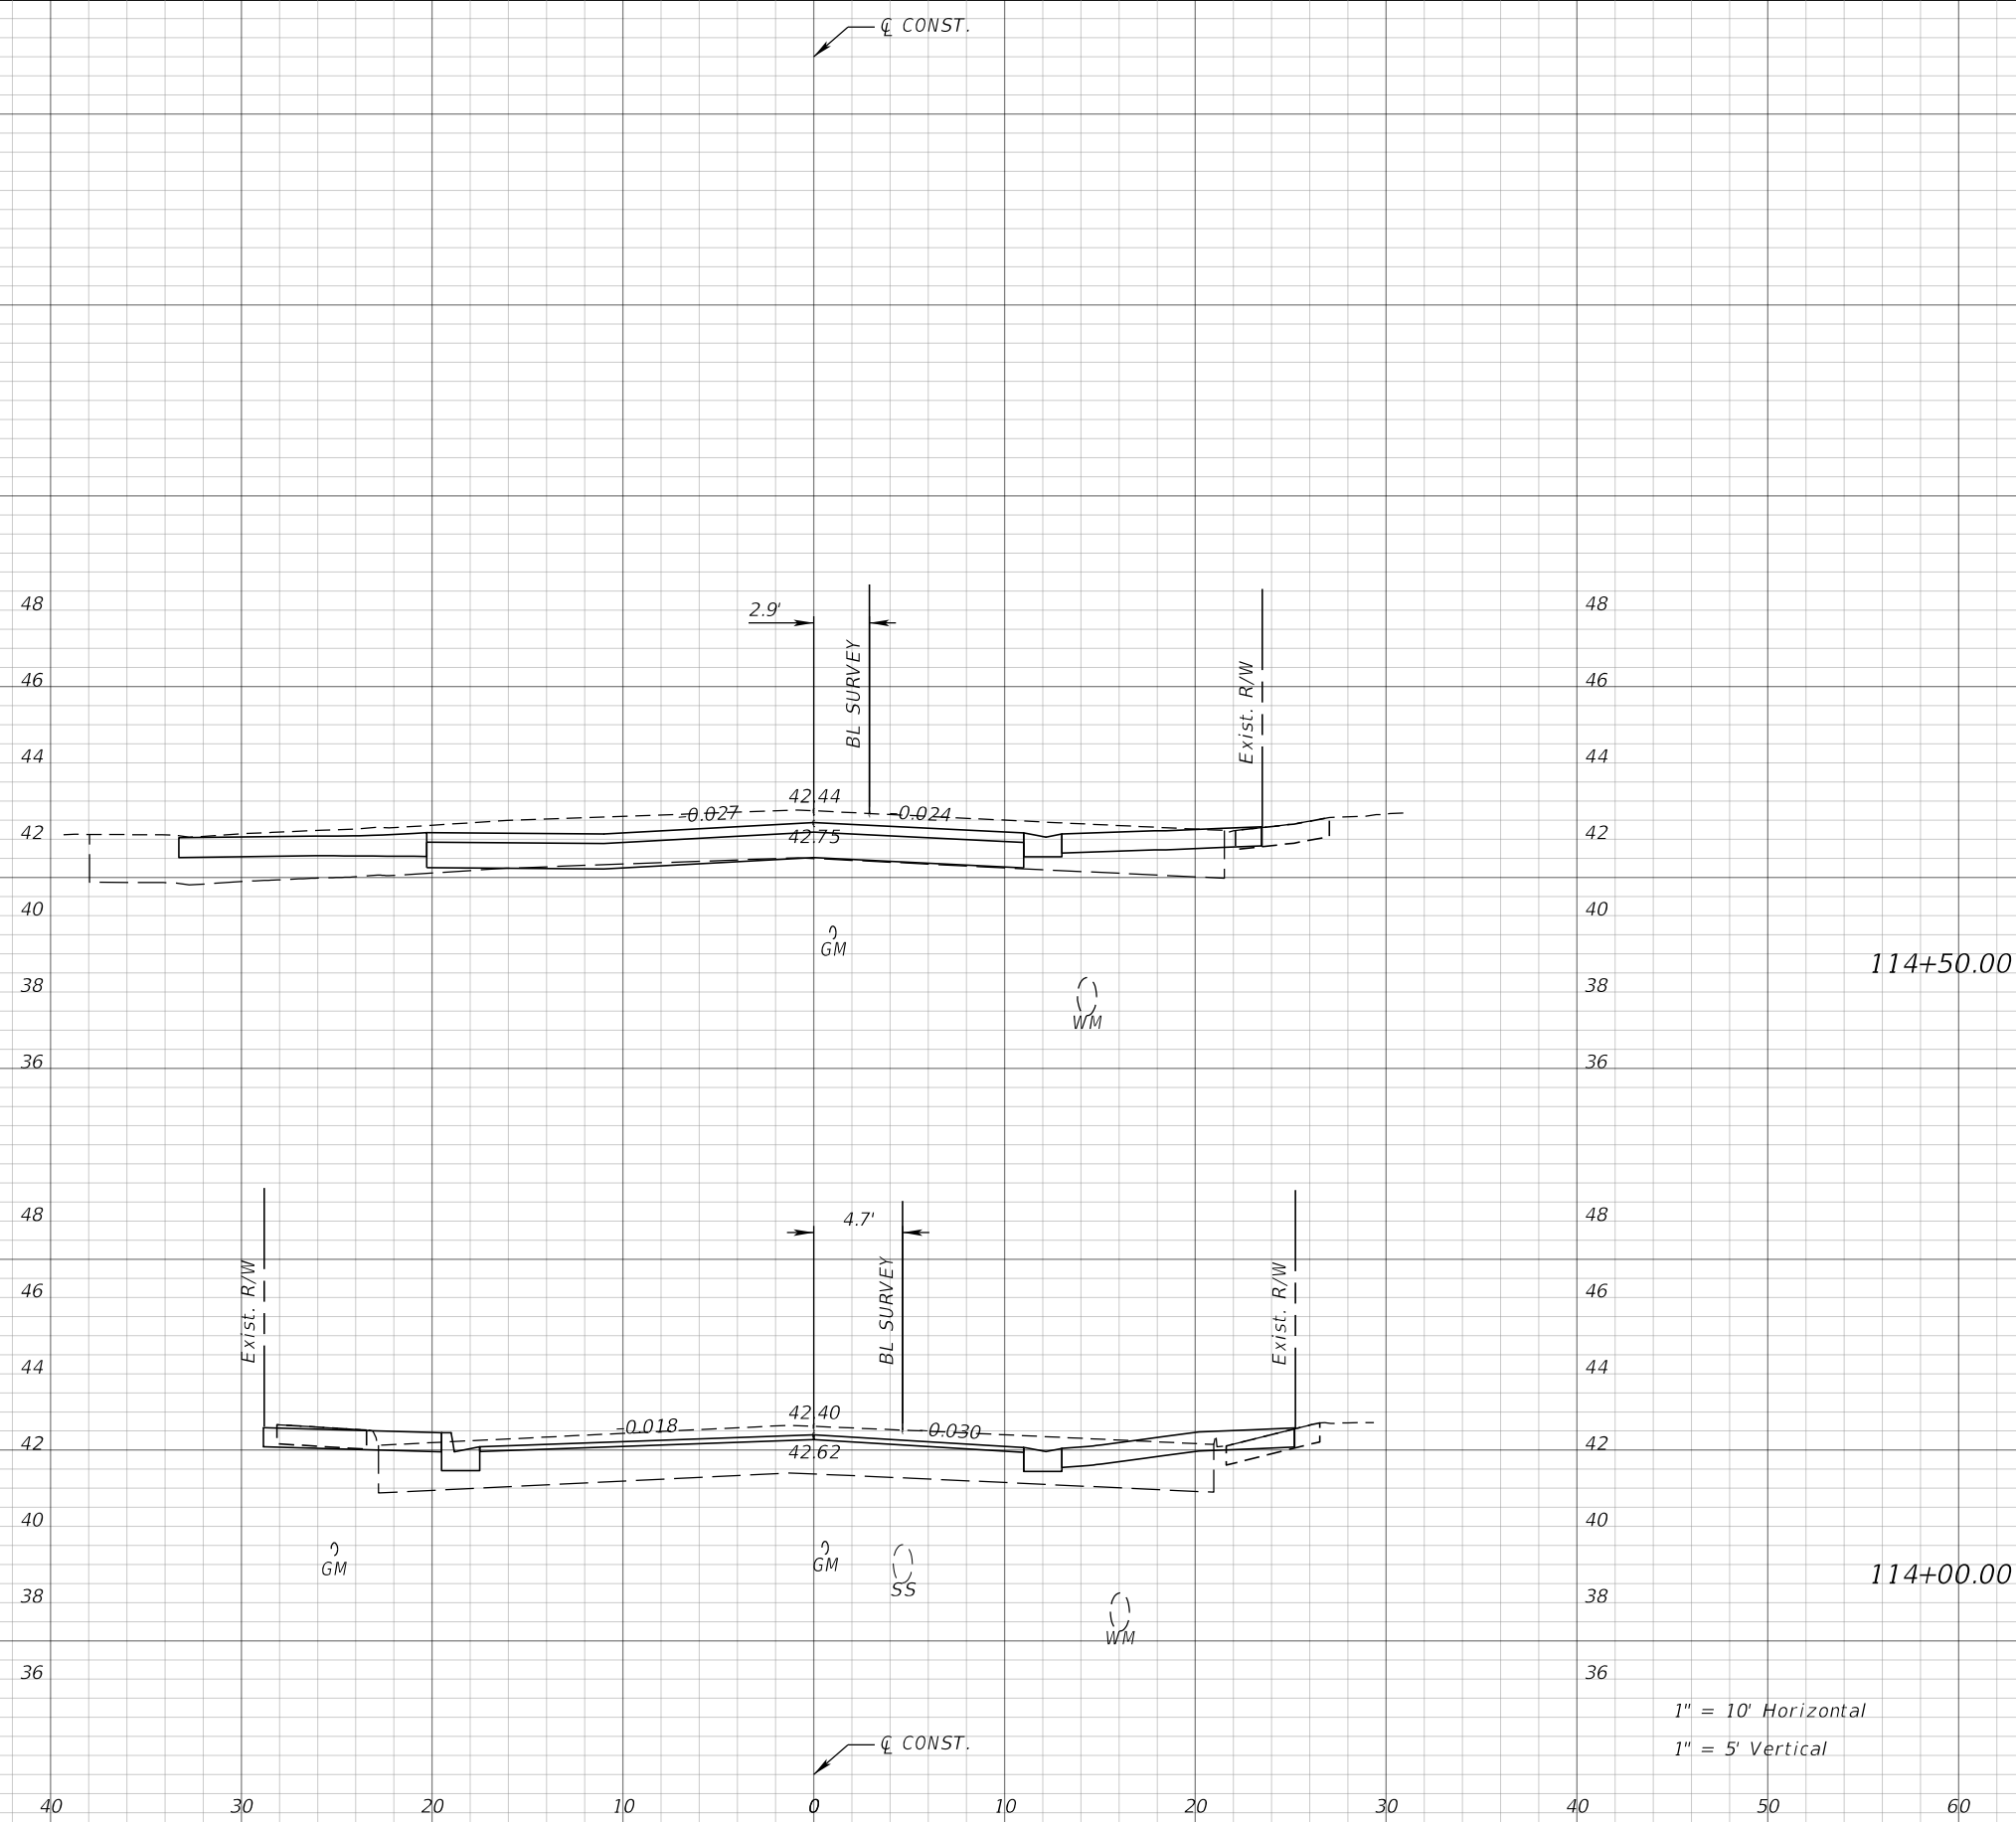 ℄ CONST.
48 48
2.9'
BL SURVEY
Exist. R/W
46 46
44 44
42.44
-0.027 -0.024
42 42.75 42
40 40
GM
114+50.00
38 38
WM
36 36
48 48
4.7'
Exist. R/W
BL SURVEY
Exist. R/W
46 46
44 44
42.40
-0.018 -0.030
42 42
42.62
40 40
GM GM
SS
114+00.00
38 38
WM
36 36
1" = 10' Horizontal
℄ CONST.
1" = 5' Vertical
40 30 20 10 0 10 20 30 40 50 60